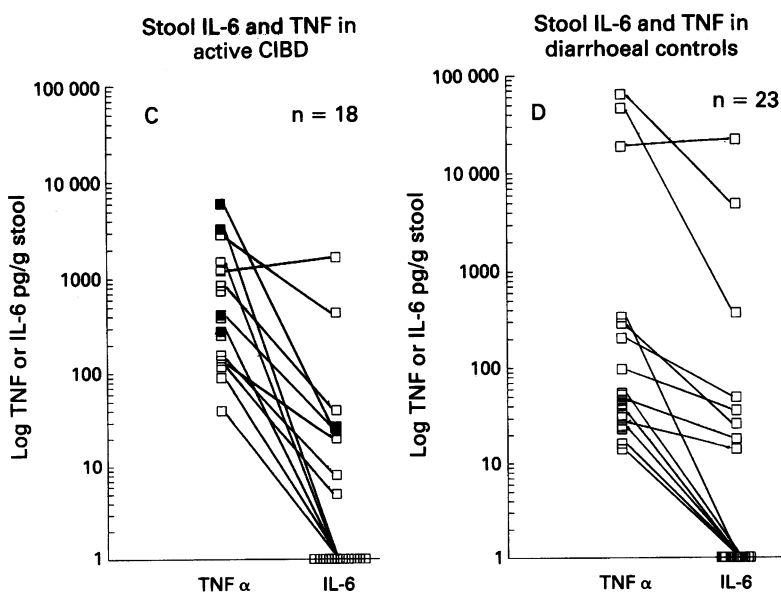 Stool IL-6 and TNF in
active CIBD
C
n = 18
Log TNF or IL-6 pg/g stool
100 000
10 000
1000
100
10
1
TNF α
IL-6
Stool IL-6 and TNF in
diarrhoeal controls
D
n = 23
Log TNF or IL-6 pg/g stool
100 000
10 000
1000
100
10
1
TNF α
IL-6